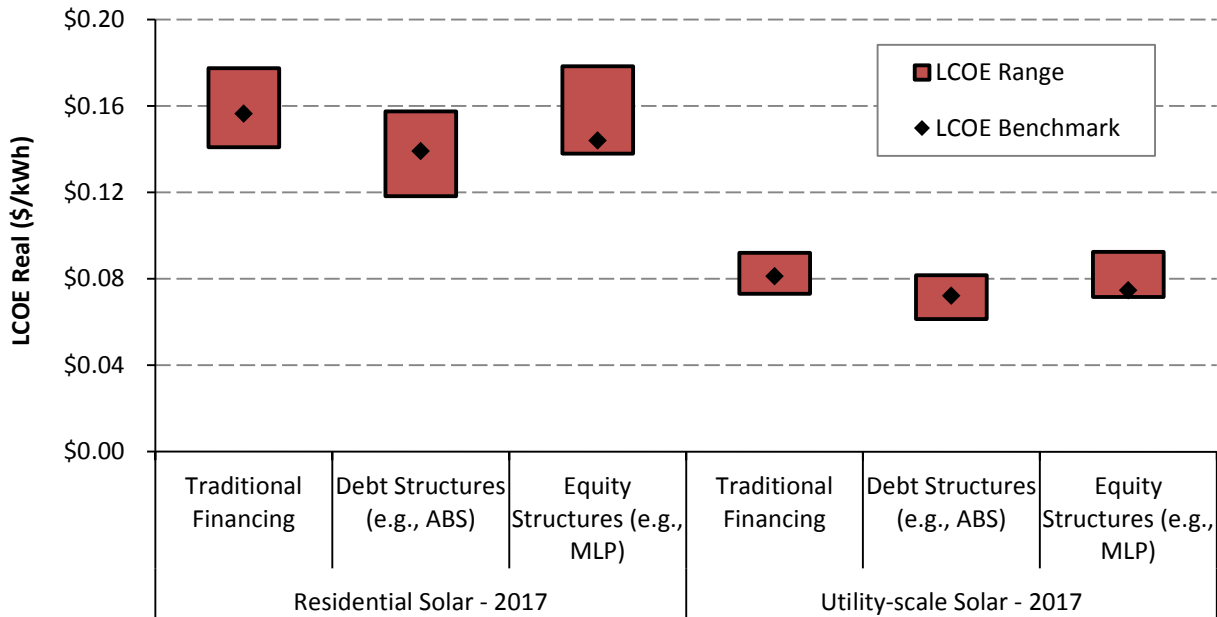 $0.20
$0.16
$0.12
$0.08
$0.04
$0.00
LCOE Real ($/kWh)
LCOE Range
LCOE Benchmark
Traditional
Financing
Debt Structures
(e.g., ABS)
Equity
Structures (e.g.,
MLP)
Traditional
Financing
Debt Structures
(e.g., ABS)
Equity
Structures (e.g.,
MLP)
Residential Solar - 2017
Utility-scale Solar - 2017